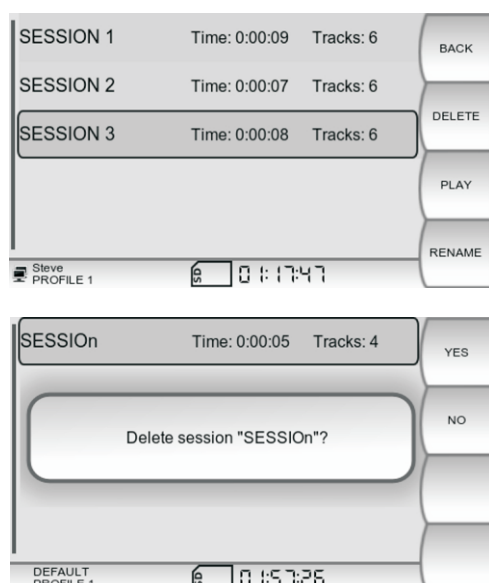 SESSION 1 Time: 0:00:09 Tracks: 6 BACK
SESSION 2 Time: 0:00:07 Tracks: 6
DELETE
SESSION 3 Time: 0:00:08 Tracks: 6
PLAY
RENAME
Steve
PROFILE 1
SD 01:17:47
SESSIOn Time: 0:00:05 Tracks: 4 YES
NO
Delete session "SESSIOn"?
DEFAULT
PROFILE 1
SD 01:57:26